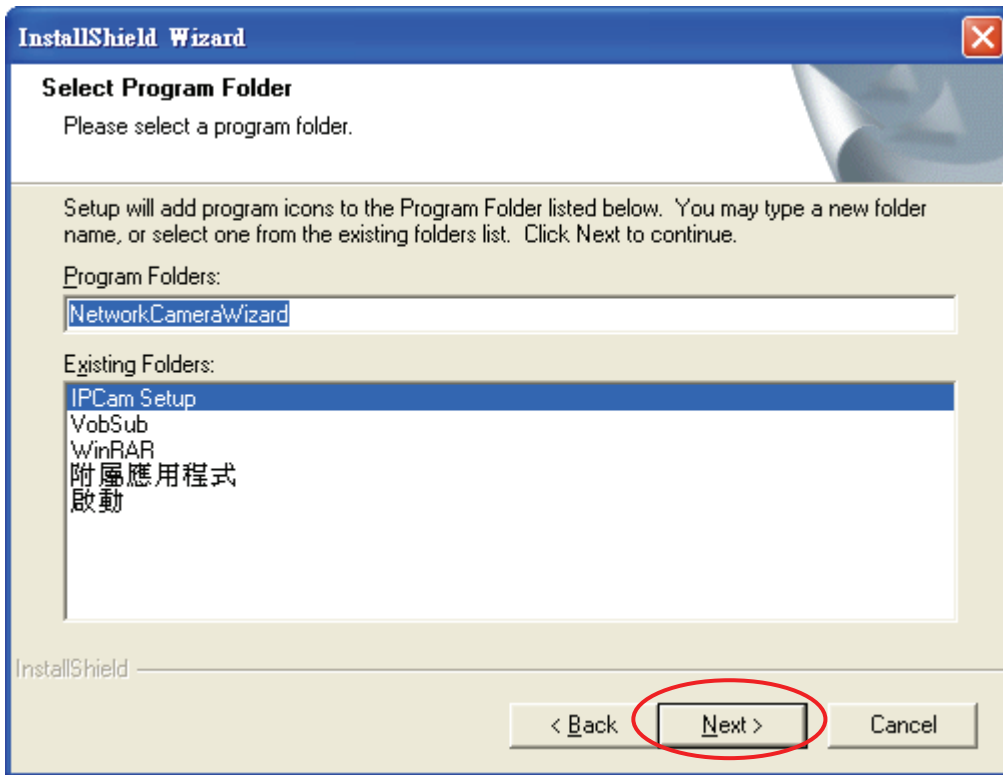 InstallShield Wizard
Select Program Folder
Please select a program folder.
Setup will add program icons to the Program Folder listed below. You may type a new folder
name, or select one from the existing folders list. Click Next to continue.
Program Folders:
NetworkCameraWizard
Existing Folders:
IPCam Setup
VobSub
WinRAR
附屬應用程式
啟動
InstallShield
< Back Next > Cancel